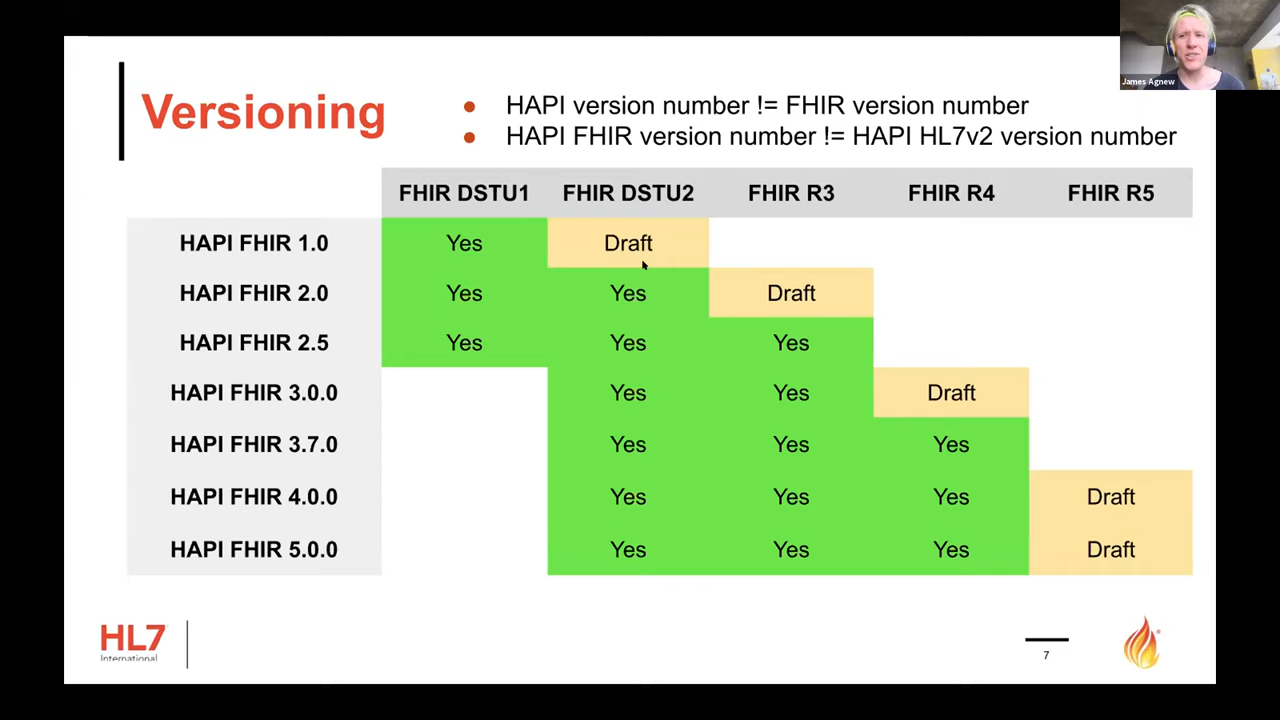 James Agnew
Versioning
● HAPI version number != FHIR version number
● HAPI FHIR version number != HAPI HL7v2 version number
FHIR DSTU1 FHIR DSTU2 FHIR R3 FHIR R4 FHIR R5
HAPI FHIR 1.0 Yes Draft
HAPI FHIR 2.0 Yes Yes Draft
HAPI FHIR 2.5 Yes Yes Yes
HAPI FHIR 3.0.0 Yes Yes Draft
HAPI FHIR 3.7.0 Yes Yes Yes
HAPI FHIR 4.0.0 Yes Yes Yes Draft
HAPI FHIR 5.0.0 Yes Yes Yes Draft
HL7
International
7